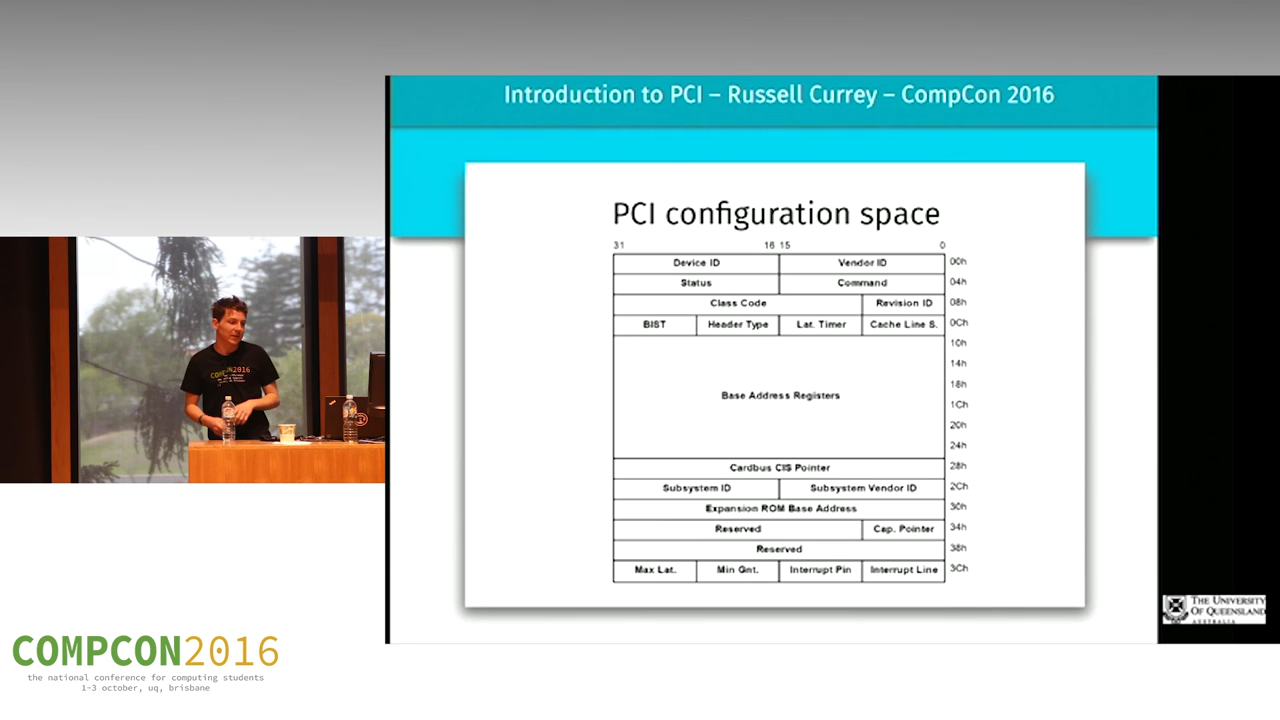 Introduction to PCI – Russell Currey – CompCon 2016
PCI configuration space
31 16 15 0
Device ID Vendor ID 00h
Status Command 04h
Class Code Revision ID 08h
BIST Header Type Lat. Timer Cache Line S. 0Ch
10h
14h
18h
Base Address Registers
1Ch
20h
24h
Cardbus CIS Pointer 28h
Subsystem ID Subsystem Vendor ID 2Ch
Expansion ROM Base Address 30h
Reserved Cap. Pointer 34h
Reserved 38h
Max Lat. Min Gnt. Interrupt Pin Interrupt Line 3Ch
COMPCON2016
THE UNIVERSITY
OF QUEENSLAND
AUSTRALIA
COMPCON2016
the national conference for computing students
1-3 october, uq, brisbane